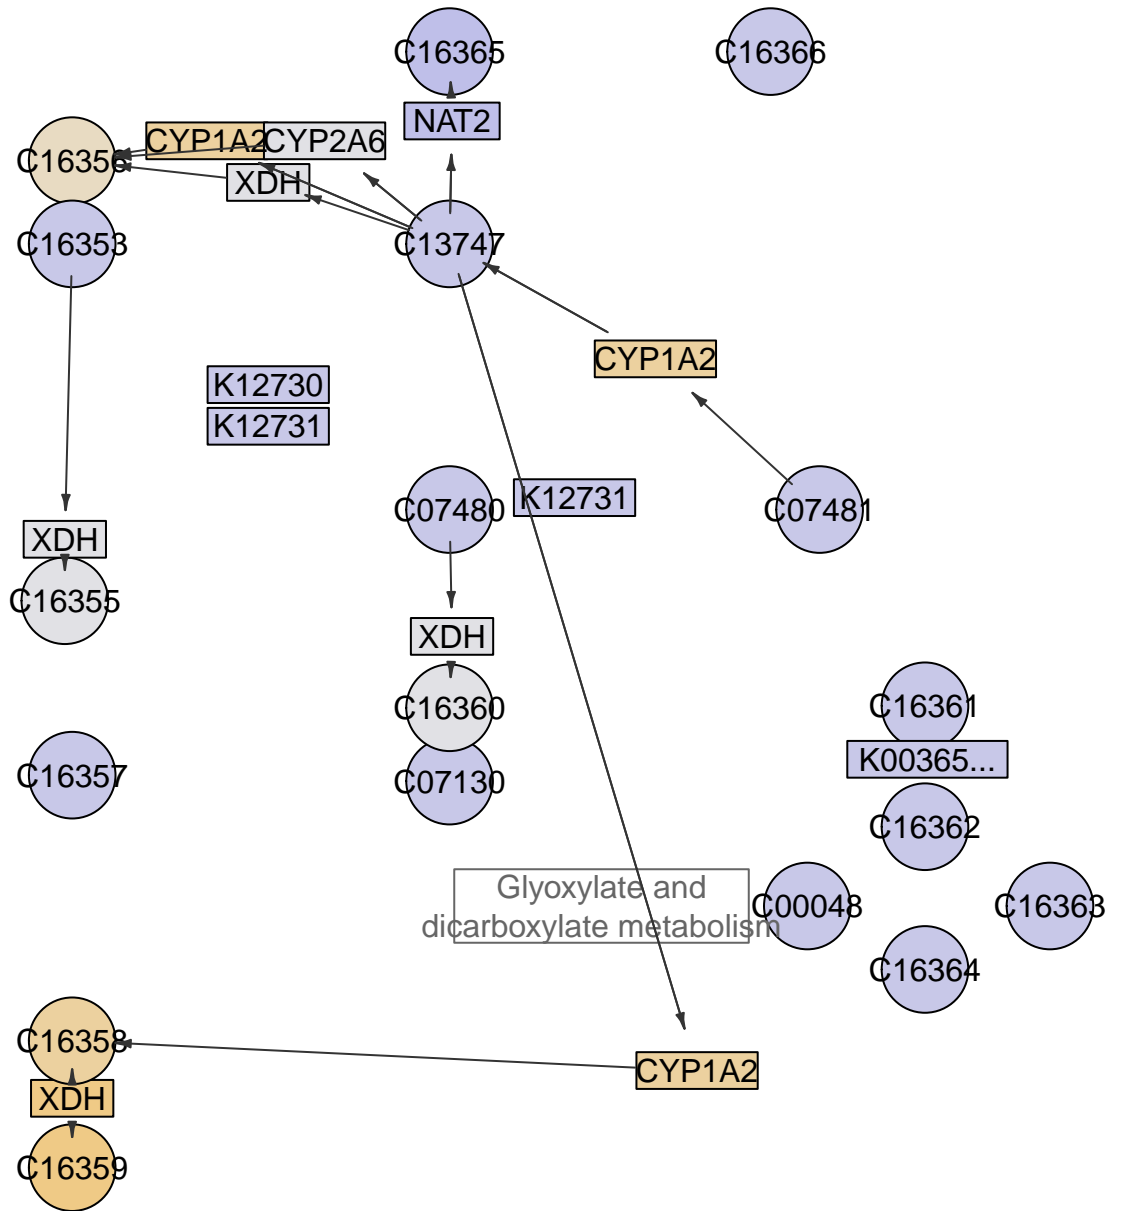 C16365
C16366
NAT2
CYP1A2
CYP2A6
C16356
XDH
C16353
C13747
CYP1A2
K12730
K12731
C07480
K12731
C07481
XDH
C16355
XDH
C16360
C16361
K00365...
C16357
C07130
C16362
Glyoxylate and
dicarboxylate metabolism
C00048
C16363
C16364
C16358
CYP1A2
XDH
C16359